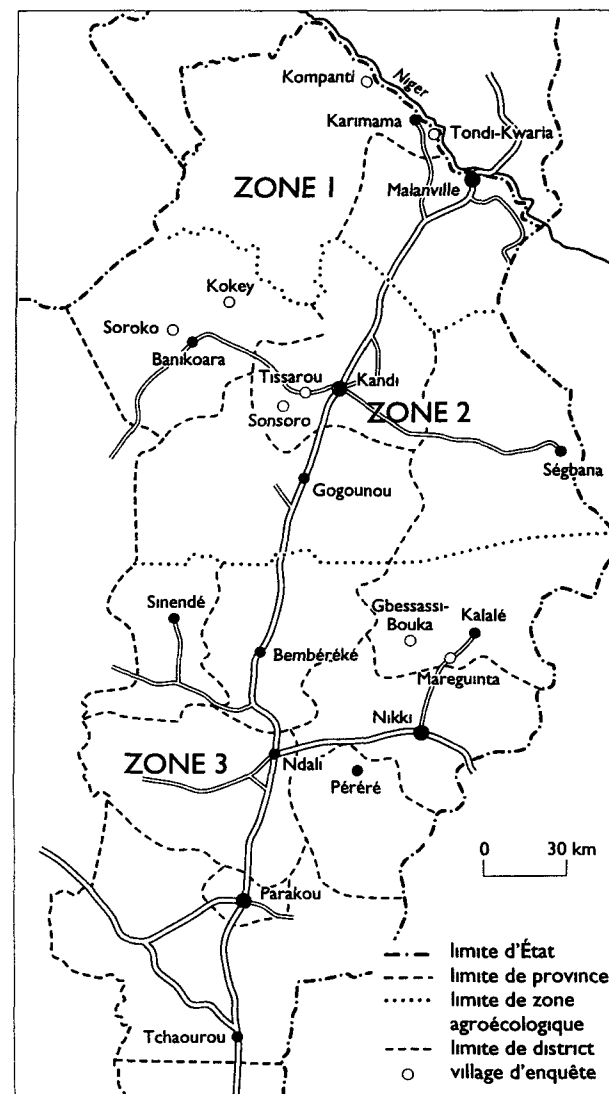 Kompanti
Niger
Karimama
Tondi-Kwaria
ZONE 1
Malanville
Kokey
Soroko
Banikoara
Tissarou
Kandi
Sonsoro
ZONE 2
Ségbana
Gogounou
Sinendé
Gbessassi-
Bouka
Kalalé
Bembéréké
Mareguinta
Nikki
ZONE 3
Ndali
Péréré
0 30 km
Parakou
limite d'État
limite de province
limite de zone
agroécologique
limite de district
village d'enquête
Tchaourou